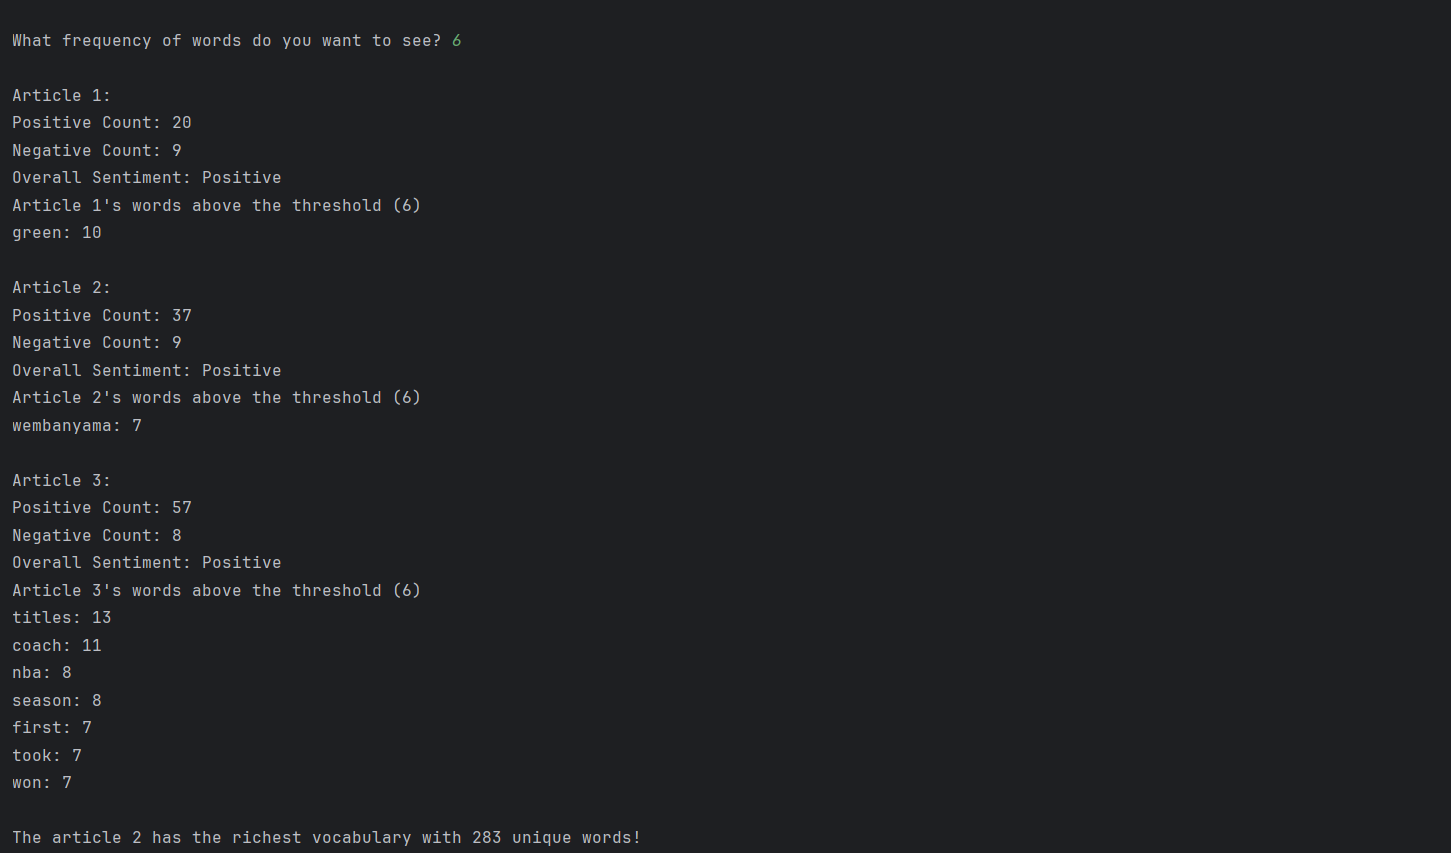 What frequency of words do you want to see? 6
Article 1:
Positive Count: 20
Negative Count: 9
Overall Sentiment: Positive
Article 1's words above the threshold (6)
green: 10
Article 2:
Positive Count: 37
Negative Count: 9
Overall Sentiment: Positive
Article 2's words above the threshold (6)
wembanyama: 7
Article 3:
Positive Count: 57
Negative Count: 8
Overall Sentiment: Positive
Article 3's words above the threshold (6)
titles: 13
coach: 11
nba: 8
season: 8
first: 7
took: 7
won: 7
The article 2 has the richest vocabulary with 283 unique words!